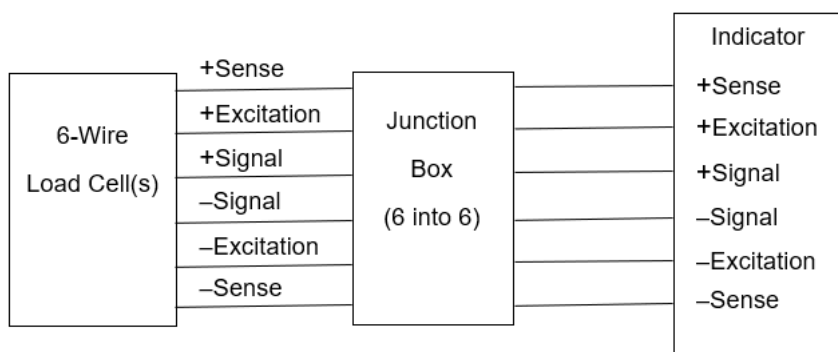 6-Wire
Load Cell(s)
+Sense
+Excitation
+Signal
–Signal
–Excitation
–Sense
Junction
Box
(6 into 6)
Indicator
+Sense
+Excitation
+Signal
–Signal
–Excitation
–Sense